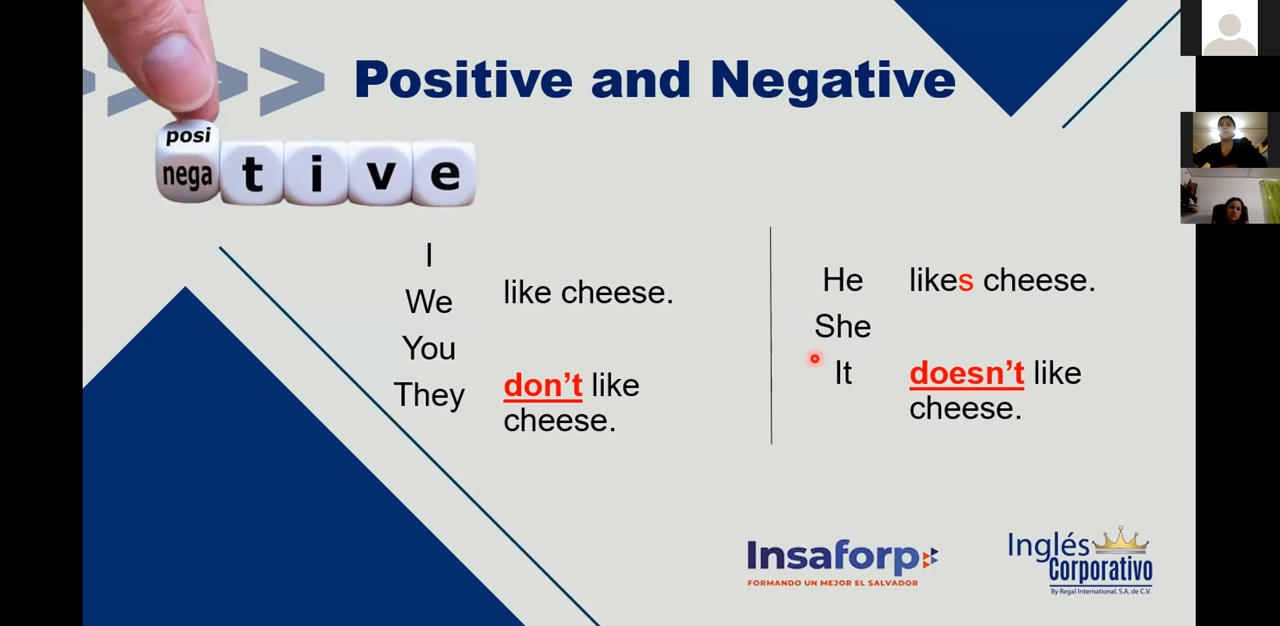 Positive and Negative
posi
nega
t i v e
I
We
You
They
like cheese.
don’t like
cheese.
He
She
It
likes cheese.
doesn’t like
cheese.
Insaforp
FORMANDO UN MEJOR EL SALVADOR
Inglés
Corporativo
By Regal International, S.A. de C.V.